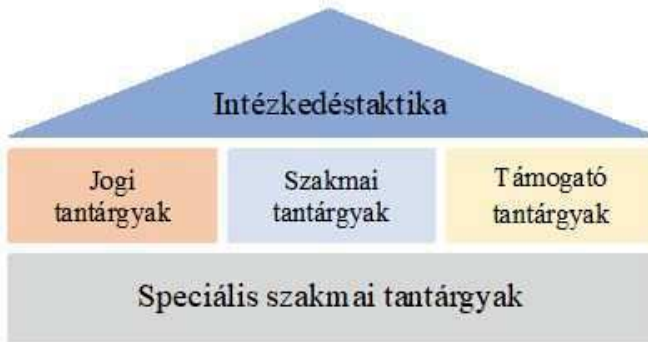 Intézkedéstaktika
Jogi
tantárgyak
Szakmai
tantárgyak
Támogató
tantárgyak
Speciális szakmai tantárgyak